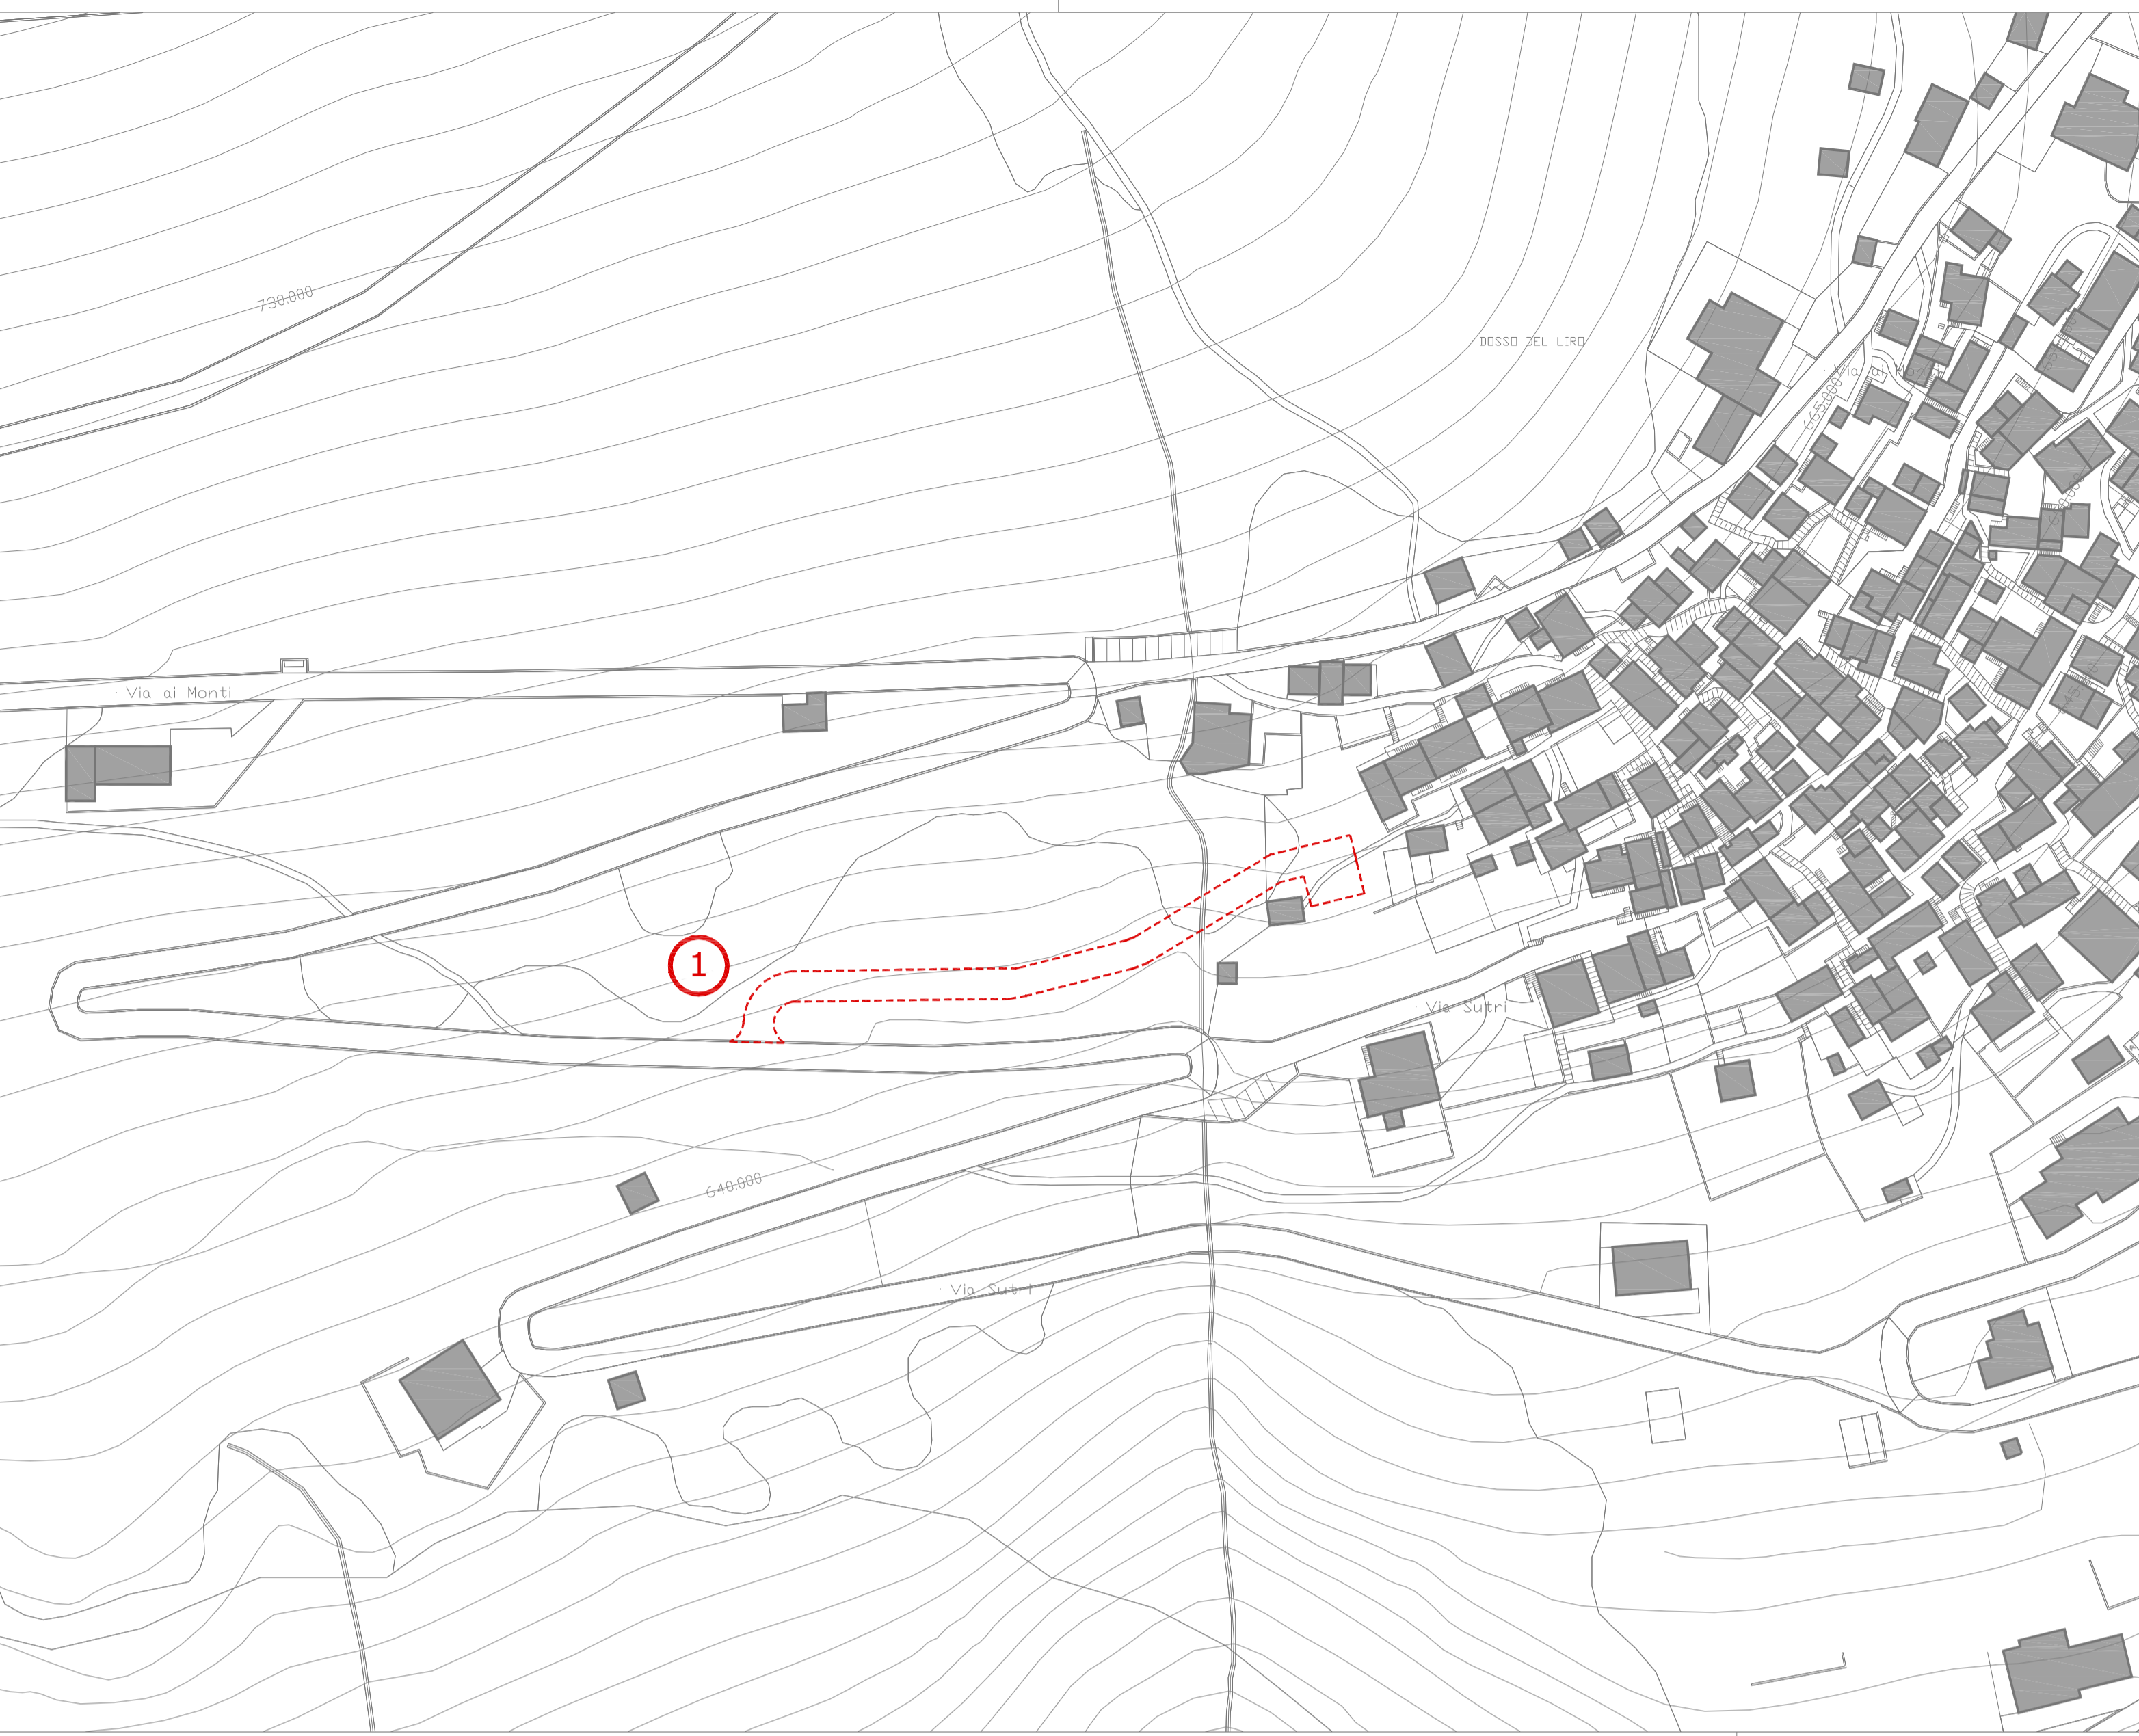 730.000
DOSSO DEL LIRO
Via ai Monti
665.000
Via ai Monti
1
Via Sutri
640.000
Via Sutri